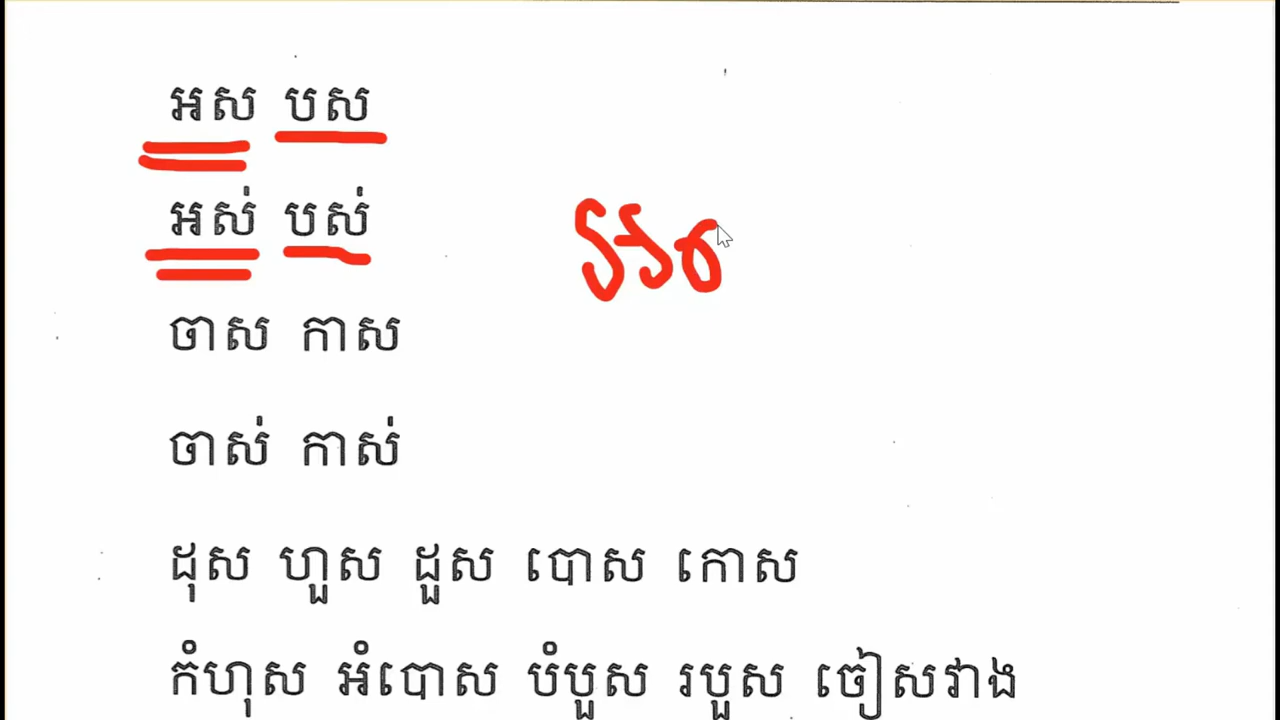 អស បស
អស់ បស់
ចាស កាស
ចាស់ កាស់
ដុស ហួស ដួស បោស កោស
កំហុស អំបោស បំបួស របួស ចៀសវាង